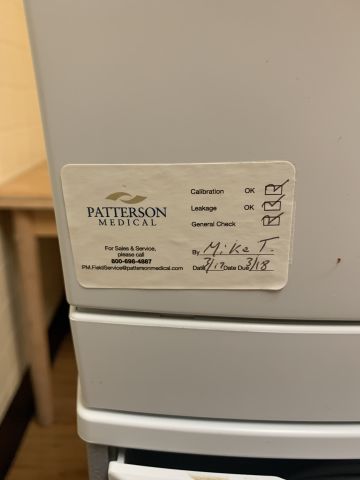 PATTERSON
MEDICAL
For Sales & Service,
please call
800-698-4887
PM.FieldService@pattersonmedical.com
Calibration OK
Leakage OK
General Check
By Mike T.
Date 3/17 Date Due 3/18